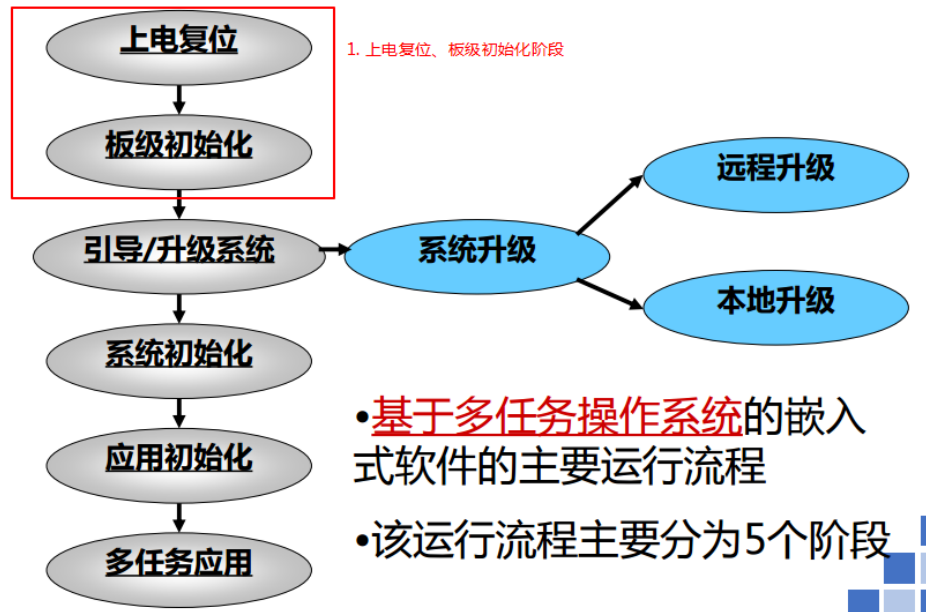 上电复位
1. 上电复位、板级初始化阶段
板级初始化
远程升级
引导/升级系统
系统升级
本地升级
系统初始化
•基于多任务操作系统的嵌入
式软件的主要运行流程
应用初始化
•该运行流程主要分为5个阶段
多任务应用